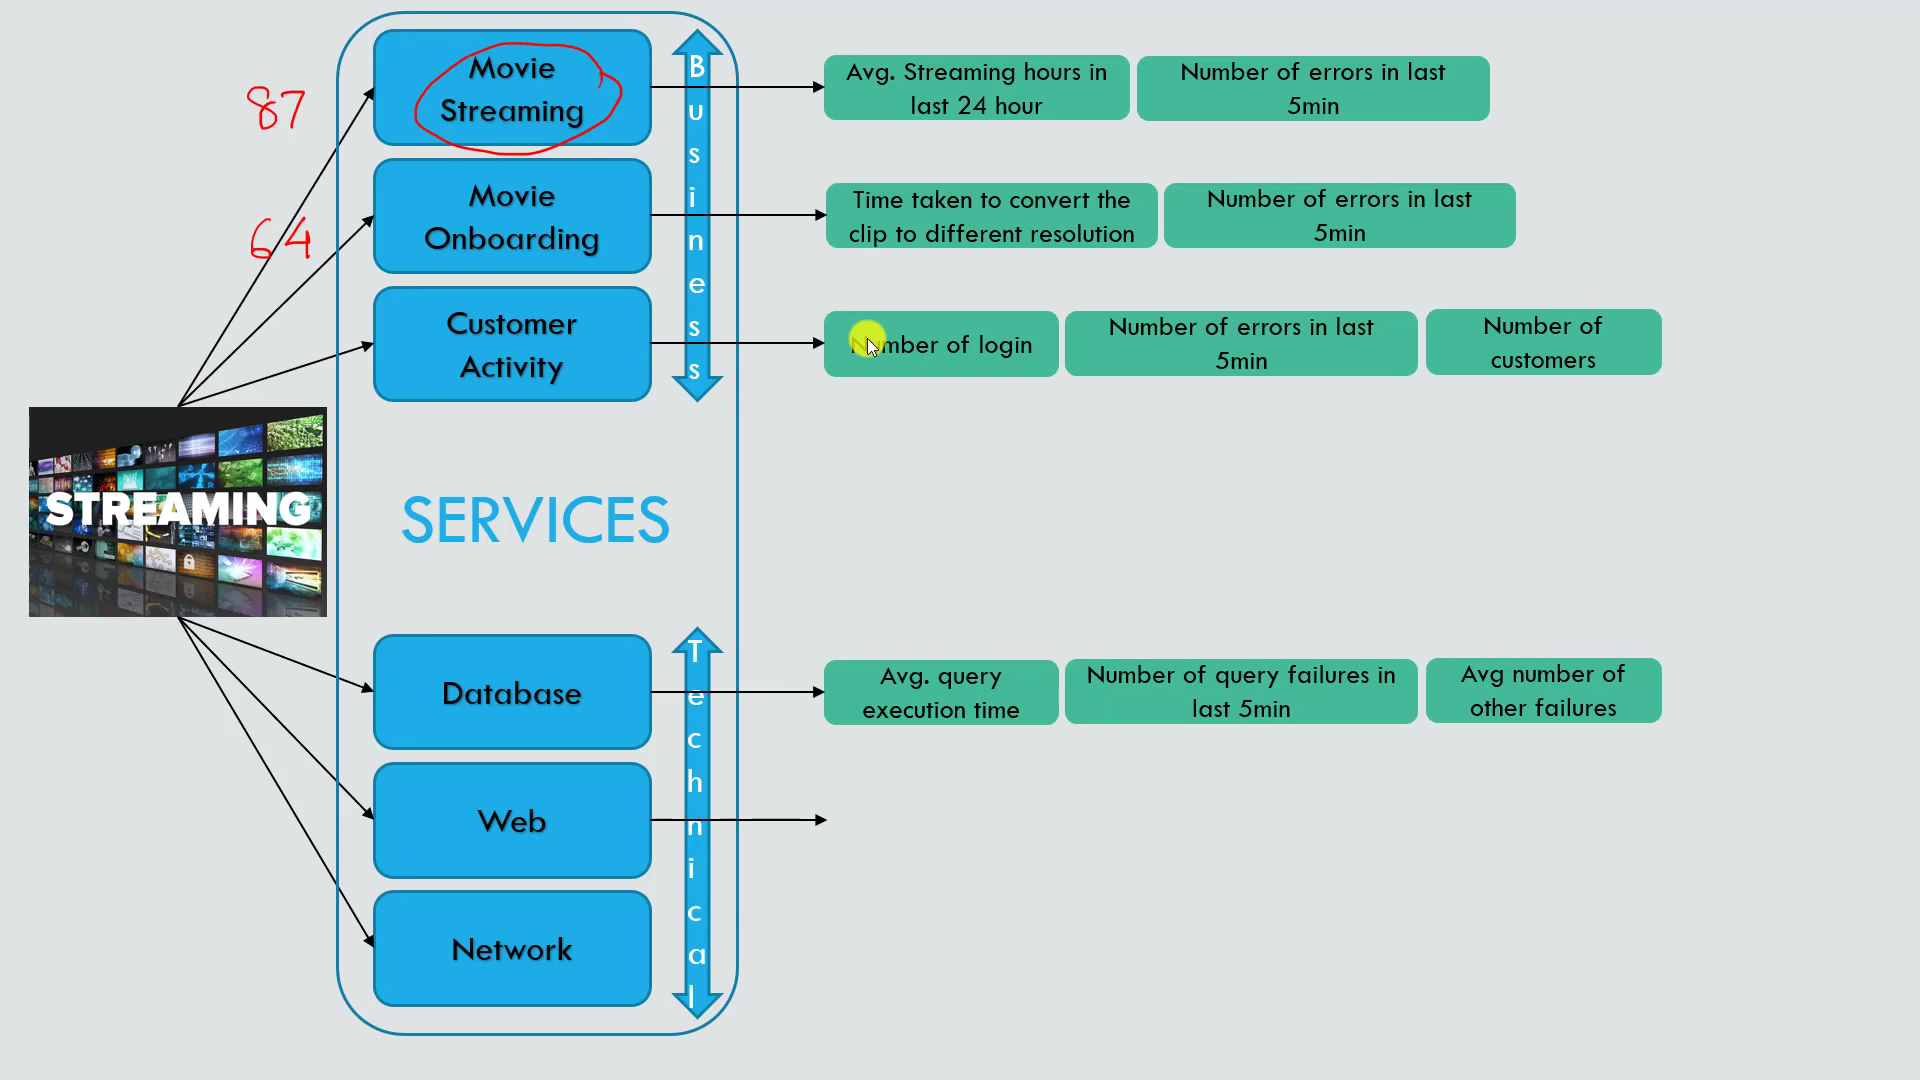 87
Movie
Streaming
Avg. Streaming hours in
last 24 hour
Number of errors in last
5min
64
Movie
Onboarding
Time taken to convert the
clip to different resolution
Number of errors in last
5min
Customer
Activity
Number of login
Number of errors in last
5min
Number of
customers
Business
STREAMING
SERVICES
Database
Avg. query
execution time
Number of query failures in
last 5min
Avg number of
other failures
Web
Network
Technical